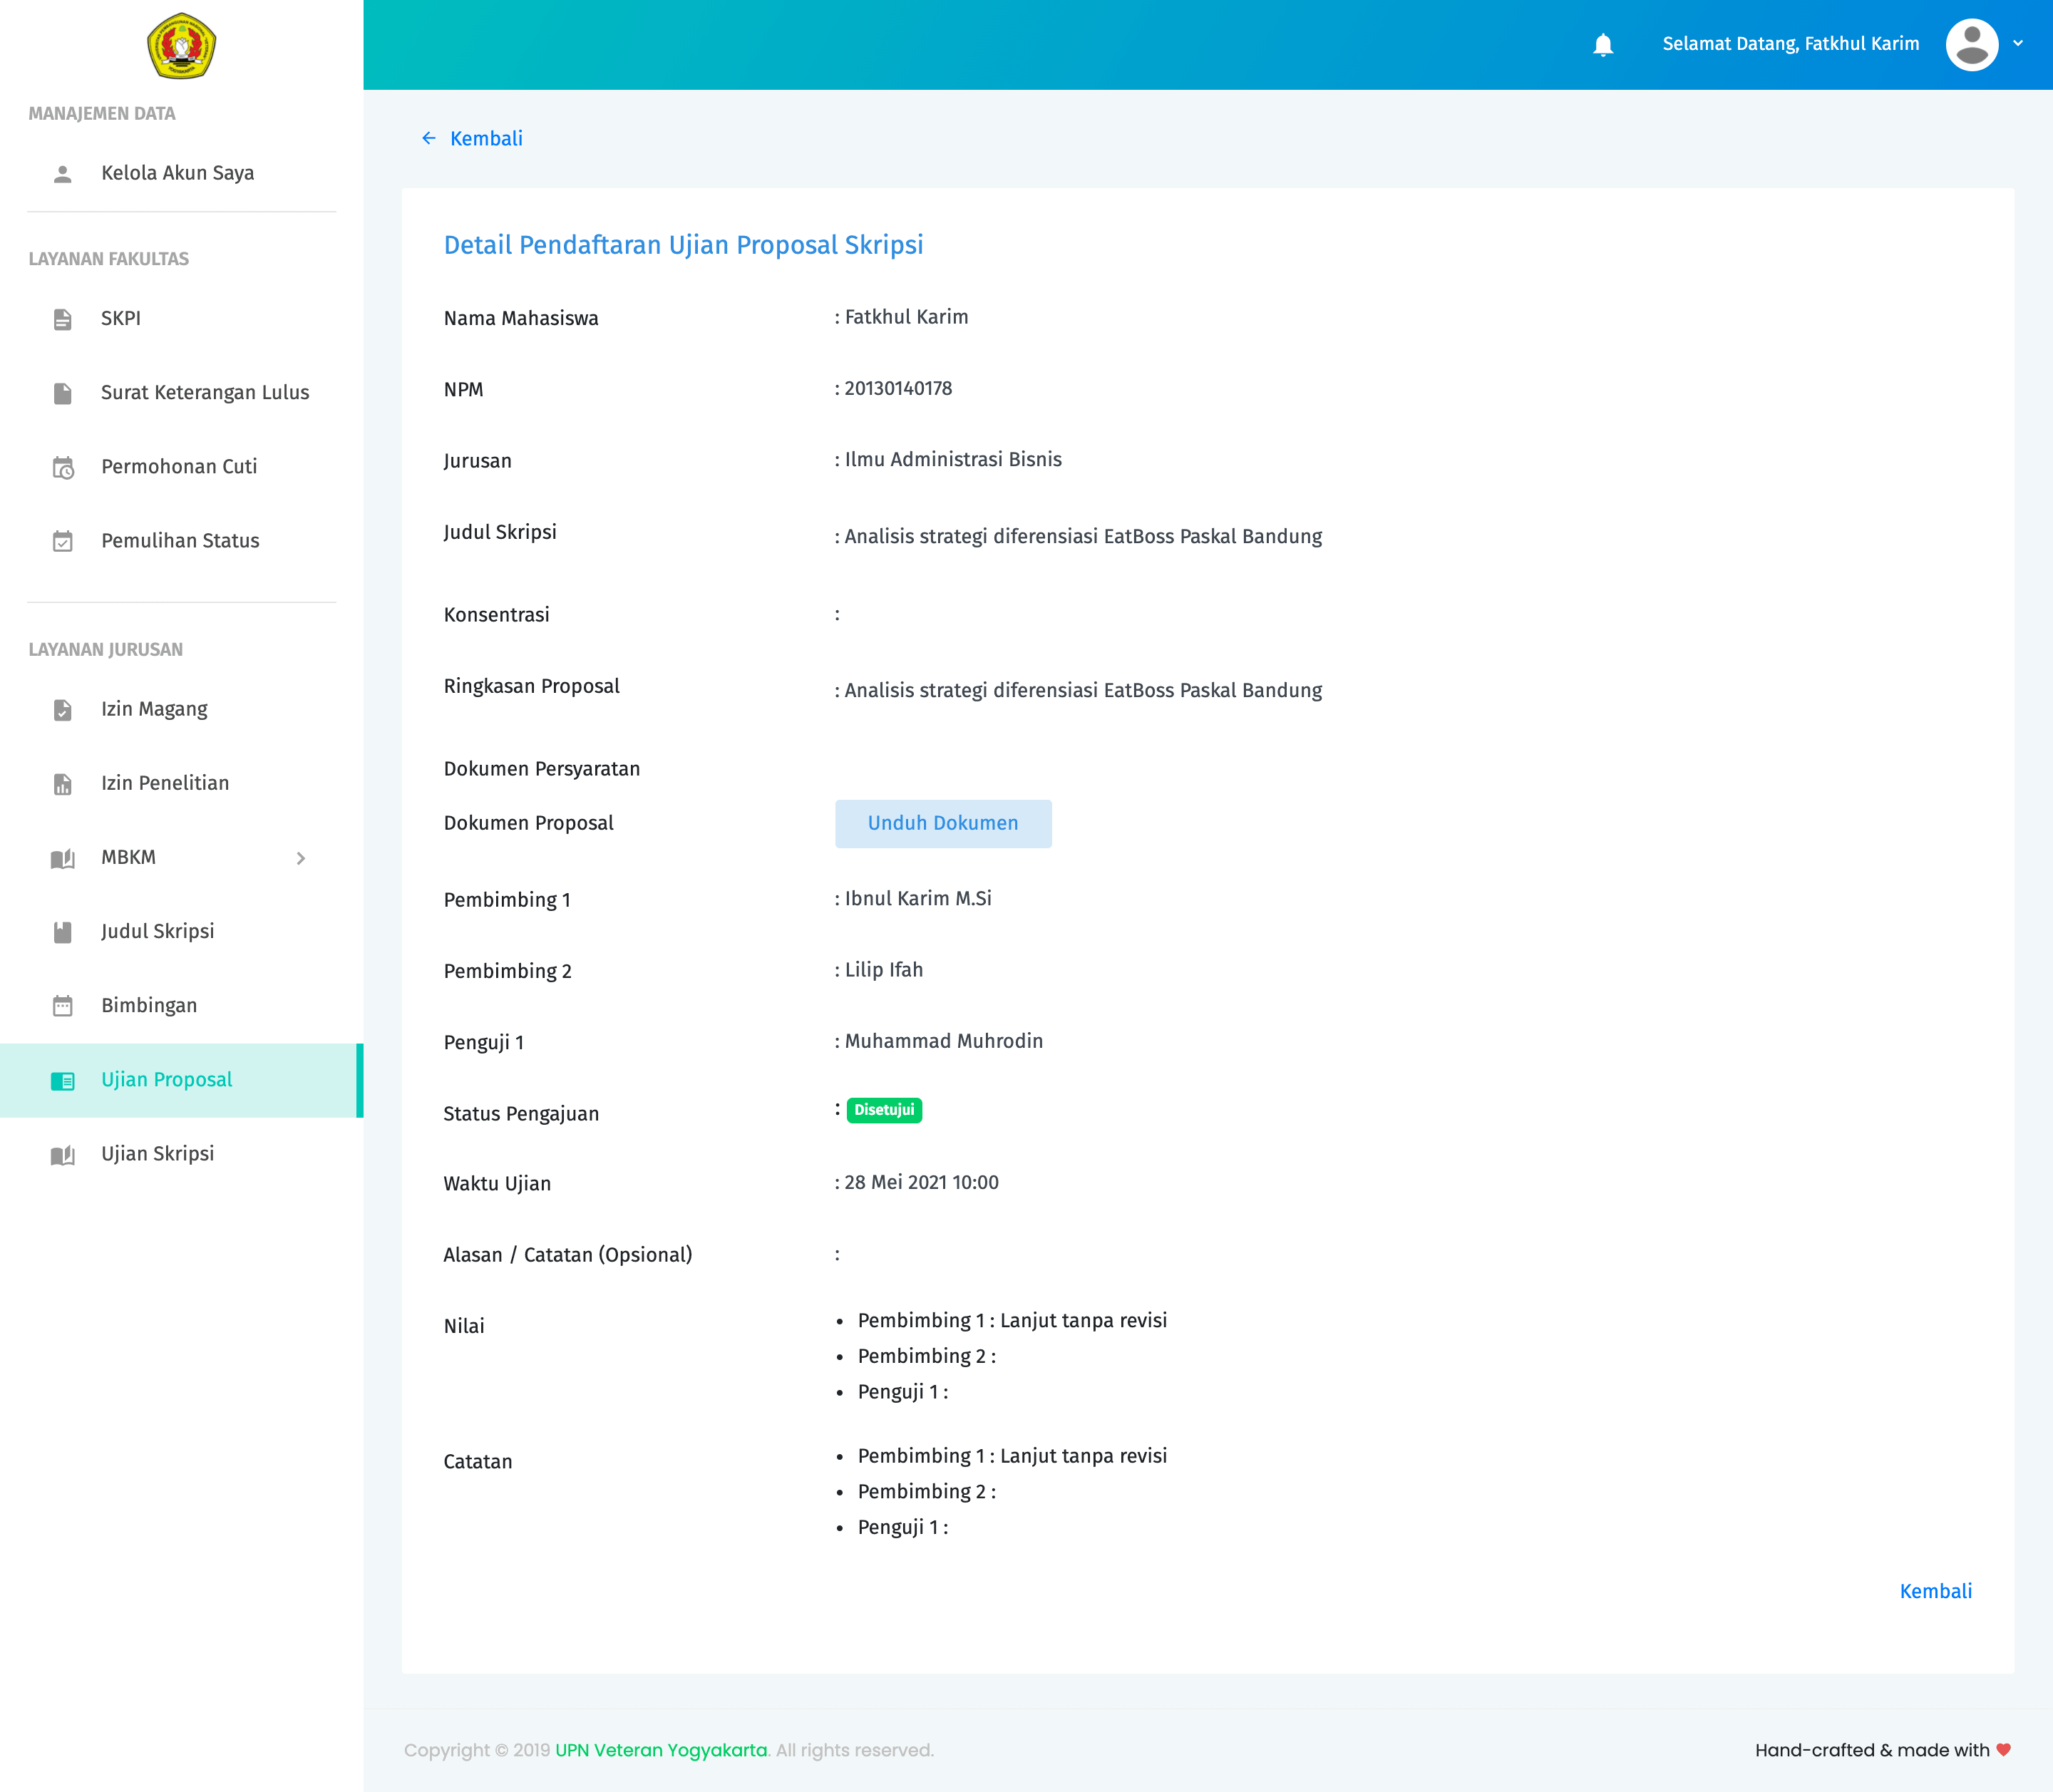 Selamat Datang, Fatkhul Karim
MANAJEMEN DATA
Kelola Akun Saya
LAYANAN FAKULTAS
SKPI
Surat Keterangan Lulus
Permohonan Cuti
Pemulihan Status
LAYANAN JURUSAN
Izin Magang
Izin Penelitian
MBKM
Judul Skripsi
Bimbingan
Ujian Proposal
Ujian Skripsi
Kembali
Detail Pendaftaran Ujian Proposal Skripsi
Nama Mahasiswa : Fatkhul Karim
NPM : 20130140178
Jurusan : Ilmu Administrasi Bisnis
Judul Skripsi : Analisis strategi diferensiasi EatBoss Paskal Bandung
Konsentrasi :
Ringkasan Proposal : Analisis strategi diferensiasi EatBoss Paskal Bandung
Dokumen Persyaratan
Dokumen Proposal Unduh Dokumen
Pembimbing 1 : Ibnul Karim M.Si
Pembimbing 2 : Lilip Ifah
Penguji 1 : Muhammad Muhrodin
Status Pengajuan : Disetujui
Waktu Ujian : 28 Mei 2021 10:00
Alasan / Catatan (Opsional) :
Nilai
• Pembimbing 1 : Lanjut tanpa revisi
• Pembimbing 2 :
• Penguji 1 :
Catatan
• Pembimbing 1 : Lanjut tanpa revisi
• Pembimbing 2 :
• Penguji 1 :
Kembali
Copyright © 2019 UPN Veteran Yogyakarta. All rights reserved.
Hand-crafted & made with ♥